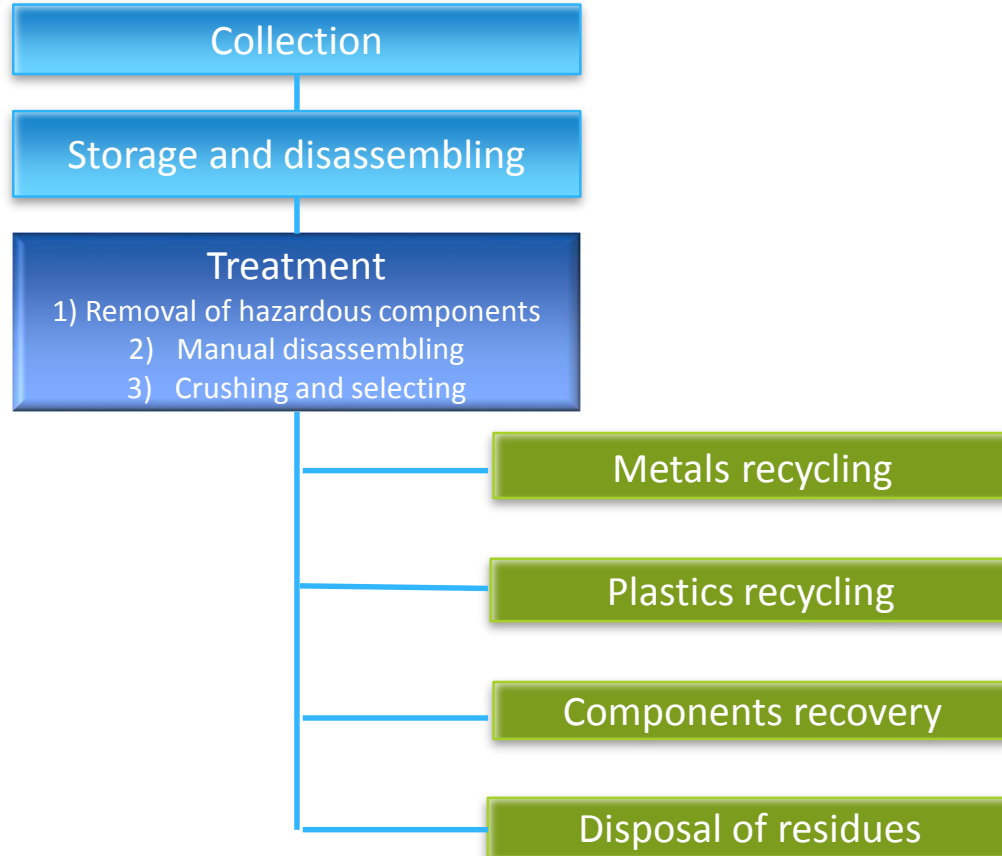 Collection
Storage and disassembling
Treatment
1) Removal of hazardous components
2) Manual disassembling
3) Crushing and selecting
Metals recycling
Plastics recycling
Components recovery
Disposal of residues